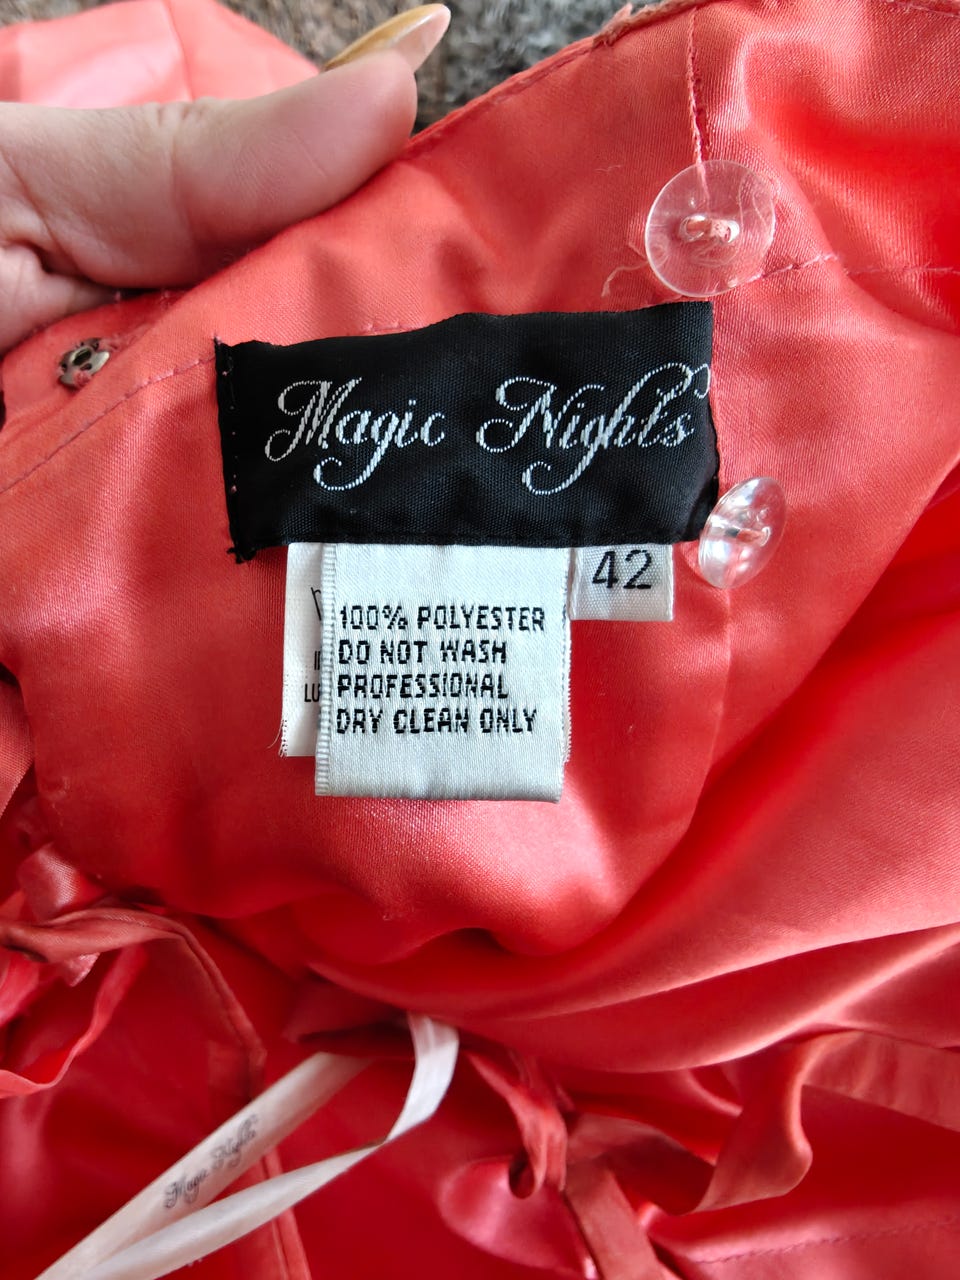 Magic Nights
42
100% POLYESTER
DO NOT WASH
PROFESSIONAL
DRY CLEAN ONLY
Magic Nights